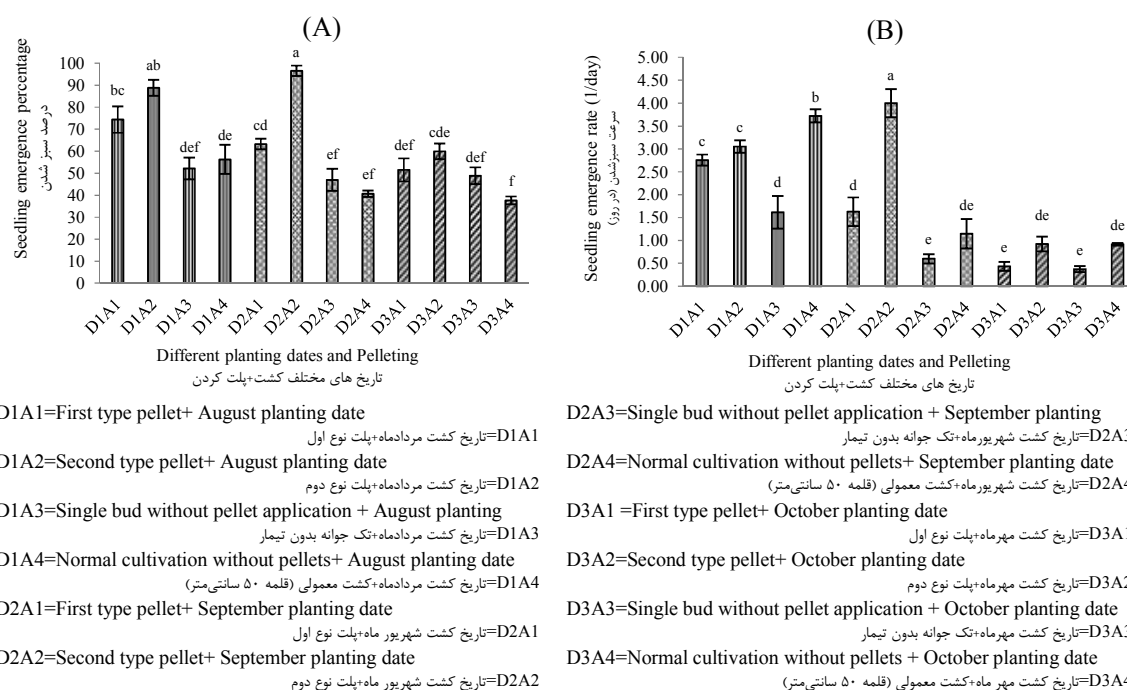 (A)
Seedling emergence percentage
درصد سبز شدن
100
90
80
70
60
50
40
30
20
10
0
bc
ab
def
de
cd
a
ef
ef
def
cde
def
f
D1A1
D1A2
D1A3
D1A4
D2A1
D2A2
D2A3
D2A4
D3A1
D3A2
D3A3
D3A4
Different planting dates and Pelleting
تاریخ های مختلف کشت+پلت کردن
(B)
Seedling emergence rate (1/day)
سرعت سبزشدن (در روز)
5.00
4.50
4.00
3.50
3.00
2.50
2.00
1.50
1.00
0.50
0.00
c
c
d
b
d
a
e
de
e
de
e
de
D1A1
D1A2
D1A3
D1A4
D2A1
D2A2
D2A3
D2A4
D3A1
D3A2
D3A3
D3A4
Different planting dates and Pelleting
تاریخ های مختلف کشت+پلت کردن
D1A1=First type pellet+ August planting date
D1A1=تاریخ کشت مردادماه+پلت نوع اول
D1A2=Second type pellet+ August planting date
D1A2=تاریخ کشت مردادماه+پلت نوع دوم
D1A3=Single bud without pellet application + August planting
D1A3=تاریخ کشت مردادماه+تک جوانه بدون تیمار
D1A4=Normal cultivation without pellets+ August planting date
D1A4=تاریخ کشت مردادماه+کشت معمولی (قلمه ۵۰ سانتی‌متر)
D2A1=First type pellet+ September planting date
D2A1=تاریخ کشت شهریور ماه+پلت نوع اول
D2A2=Second type pellet+ September planting date
D2A2=تاریخ کشت شهریور ماه+پلت نوع دوم
D2A3=Single bud without pellet application + September planting
D2A3=تاریخ کشت شهریورماه+تک جوانه بدون تیمار
D2A4=Normal cultivation without pellets+ September planting date
D2A4=تاریخ کشت شهریورماه+کشت معمولی (قلمه ۵۰ سانتی‌متر)
D3A1 =First type pellet+ October planting date
D3A1=تاریخ کشت مهرماه+پلت نوع اول
D3A2=Second type pellet+ October planting date
D3A2=تاریخ کشت مهرماه+پلت نوع دوم
D3A3=Single bud without pellet application + October planting date
D3A3=تاریخ کشت مهرماه+تک جوانه بدون تیمار
D3A4=Normal cultivation without pellets + October planting date
D3A4=تاریخ کشت مهر ماه+کشت معمولی (قلمه ۵۰ سانتی‌متر)